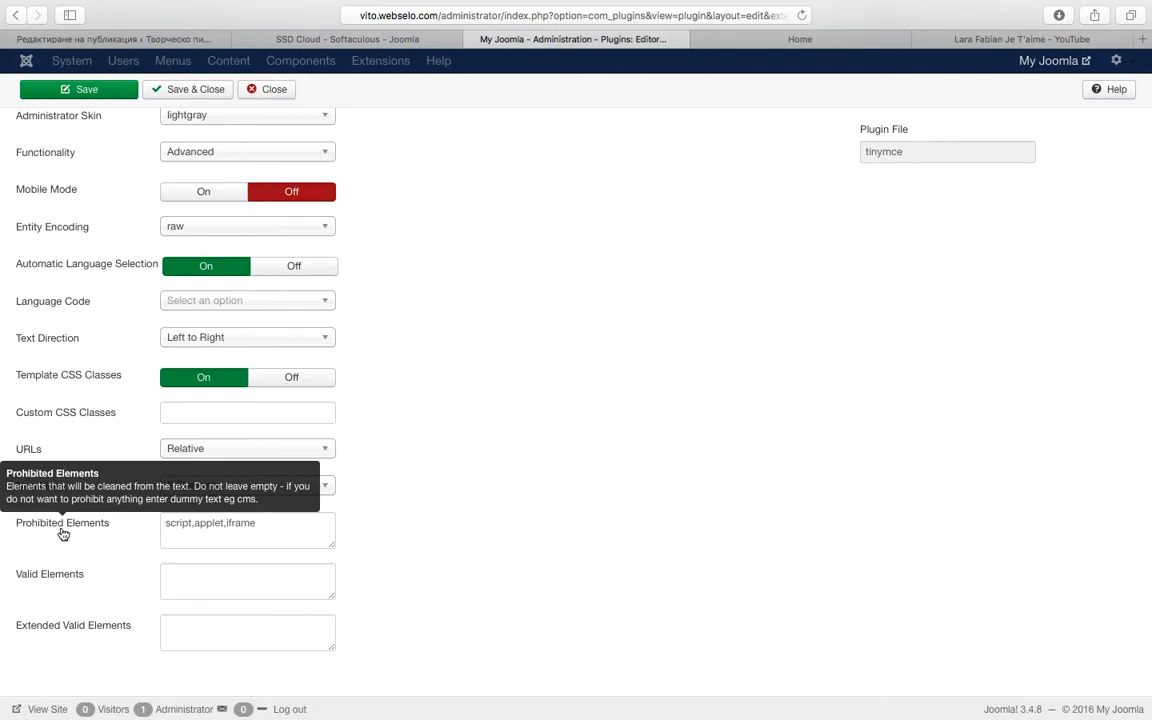 vito.webselo.com/administrator/index.php?option=com_plugins&view=plugin&layout=edit&ext
Редактиране на публикация ‹ Творческо пи...
SSD Cloud - Softaculous - Joomla
My Joomla - Administration - Plugins: Editor...
Home
Lara Fabian Je T'aime - YouTube
System Users Menus Content Components Extensions Help
My Joomla
Save
Save & Close
Close
Help
Administrator Skin
lightgray
Plugin File
tinymce
Functionality
Advanced
Mobile Mode
On Off
Entity Encoding
raw
Automatic Language Selection
On Off
Language Code
Select an option
Text Direction
Left to Right
Template CSS Classes
On Off
Custom CSS Classes
URLs
Relative
Prohibited Elements
Elements that will be cleaned from the text. Do not leave empty - if you
do not want to prohibit anything enter dummy text eg cms.
Prohibited Elements
script,applet,iframe
Valid Elements
Extended Valid Elements
View Site 0 Visitors 1 Administrator 0 Log out
Joomla! 3.4.8 — © 2016 My Joomla